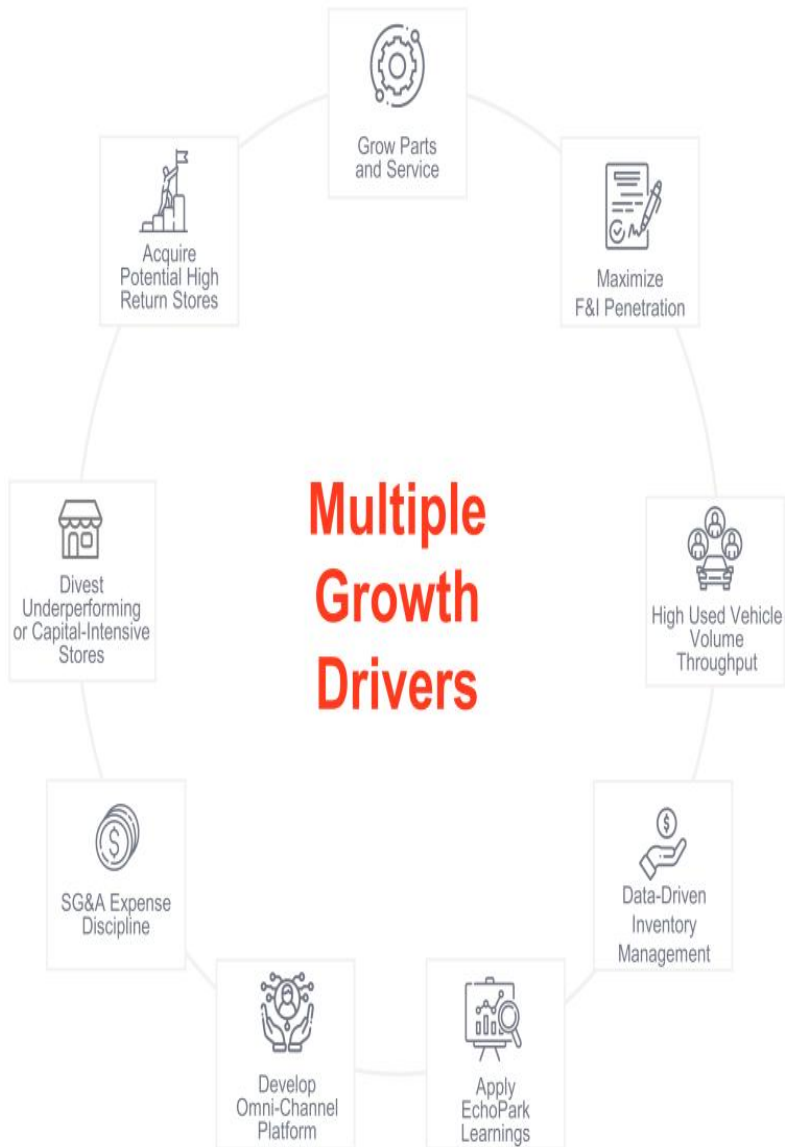 Grow Parts
and Service
Maximize
F&I Penetration
High Used Vehicle
Volume
Throughput
Data-Driven
Inventory
Management
Apply
EchoPark
Learnings
Develop
Omni-Channel
Platform
SG&A Expense
Discipline
Divest
Underperforming
or Capital-Intensive
Stores
Acquire
Potential High
Return Stores
Multiple
Growth
Drivers